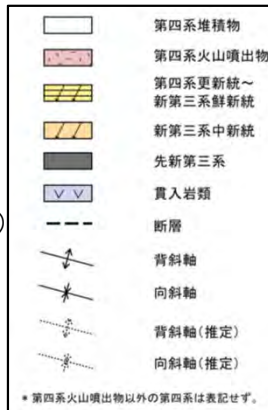 第四系堆積物
第四系火山噴出物
第四系更新統～
新第三系鮮新統
新第三系中新統
先新第三系
貫入岩類
断層
背斜軸
向斜軸
背斜軸(推定)
向斜軸(推定)
* 第四系火山噴出物以外の第四系は表記せず。